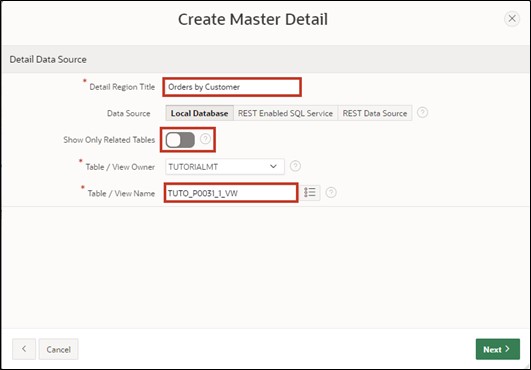 Create Master Detail
Detail Data Source
* Detail Region Title Orders by Customer
Data Source Local Database REST Enabled SQL Service REST Data Source ?
Show Only Related Tables ?
* Table / View Owner TUTORIALMT ?
* Table / View Name TUTO_P0031_1_VW ?
Cancel Next